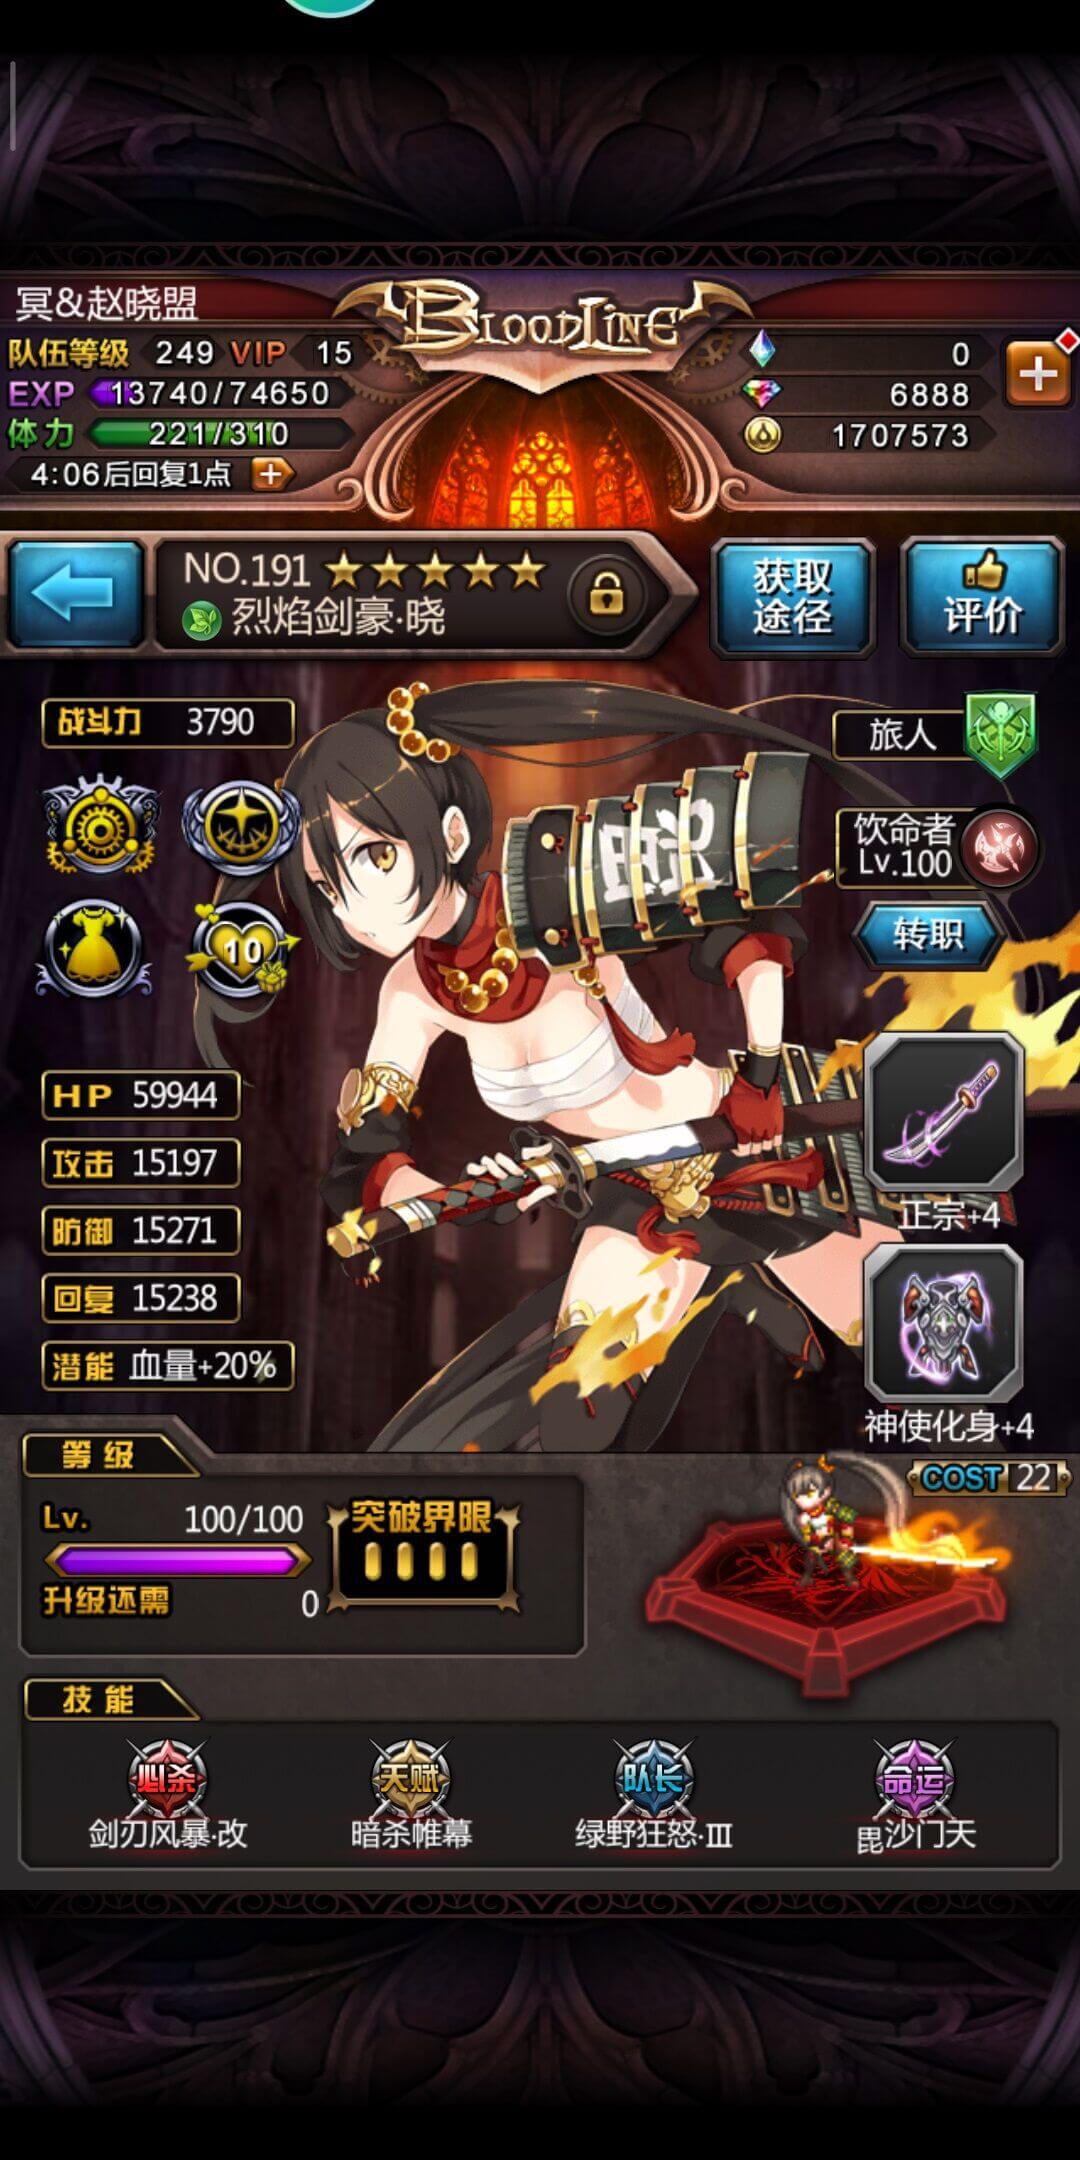 冥&赵晓盟
BLOODLINE
队伍等级 249 VIP 15
0
EXP 13740/74650
6888
体力 221/310
1707573
4:06后回复1点
NO.191
烈焰剑豪·晓
获取
途径
评价
战斗力 3790
旅人
饮命者
Lv.100
转职
10
HP 59944
攻击 15197
防御 15271
回复 15238
潜能 血量+20%
正宗+4
神使化身+4
等级
COST 22
Lv. 100/100
突破界限
升级还需 0
技能
必杀
天赋
队长
命运
剑刃风暴·改
暗杀帷幕
绿野狂怒·Ⅲ
毘沙门天